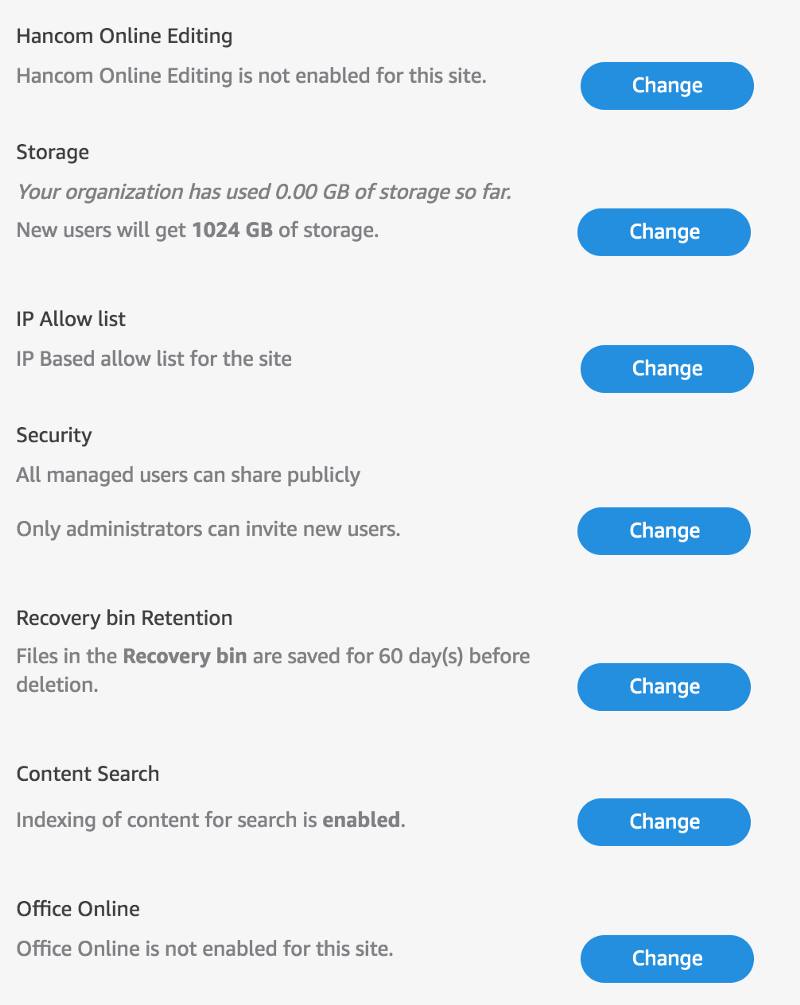 Hancom Online Editing
Hancom Online Editing is not enabled for this site.
Change
Storage
Your organization has used 0.00 GB of storage so far.
New users will get 1024 GB of storage.
Change
IP Allow list
IP Based allow list for the site
Change
Security
All managed users can share publicly
Only administrators can invite new users.
Change
Recovery bin Retention
Files in the Recovery bin are saved for 60 day(s) before
deletion.
Change
Content Search
Indexing of content for search is enabled.
Change
Office Online
Office Online is not enabled for this site.
Change